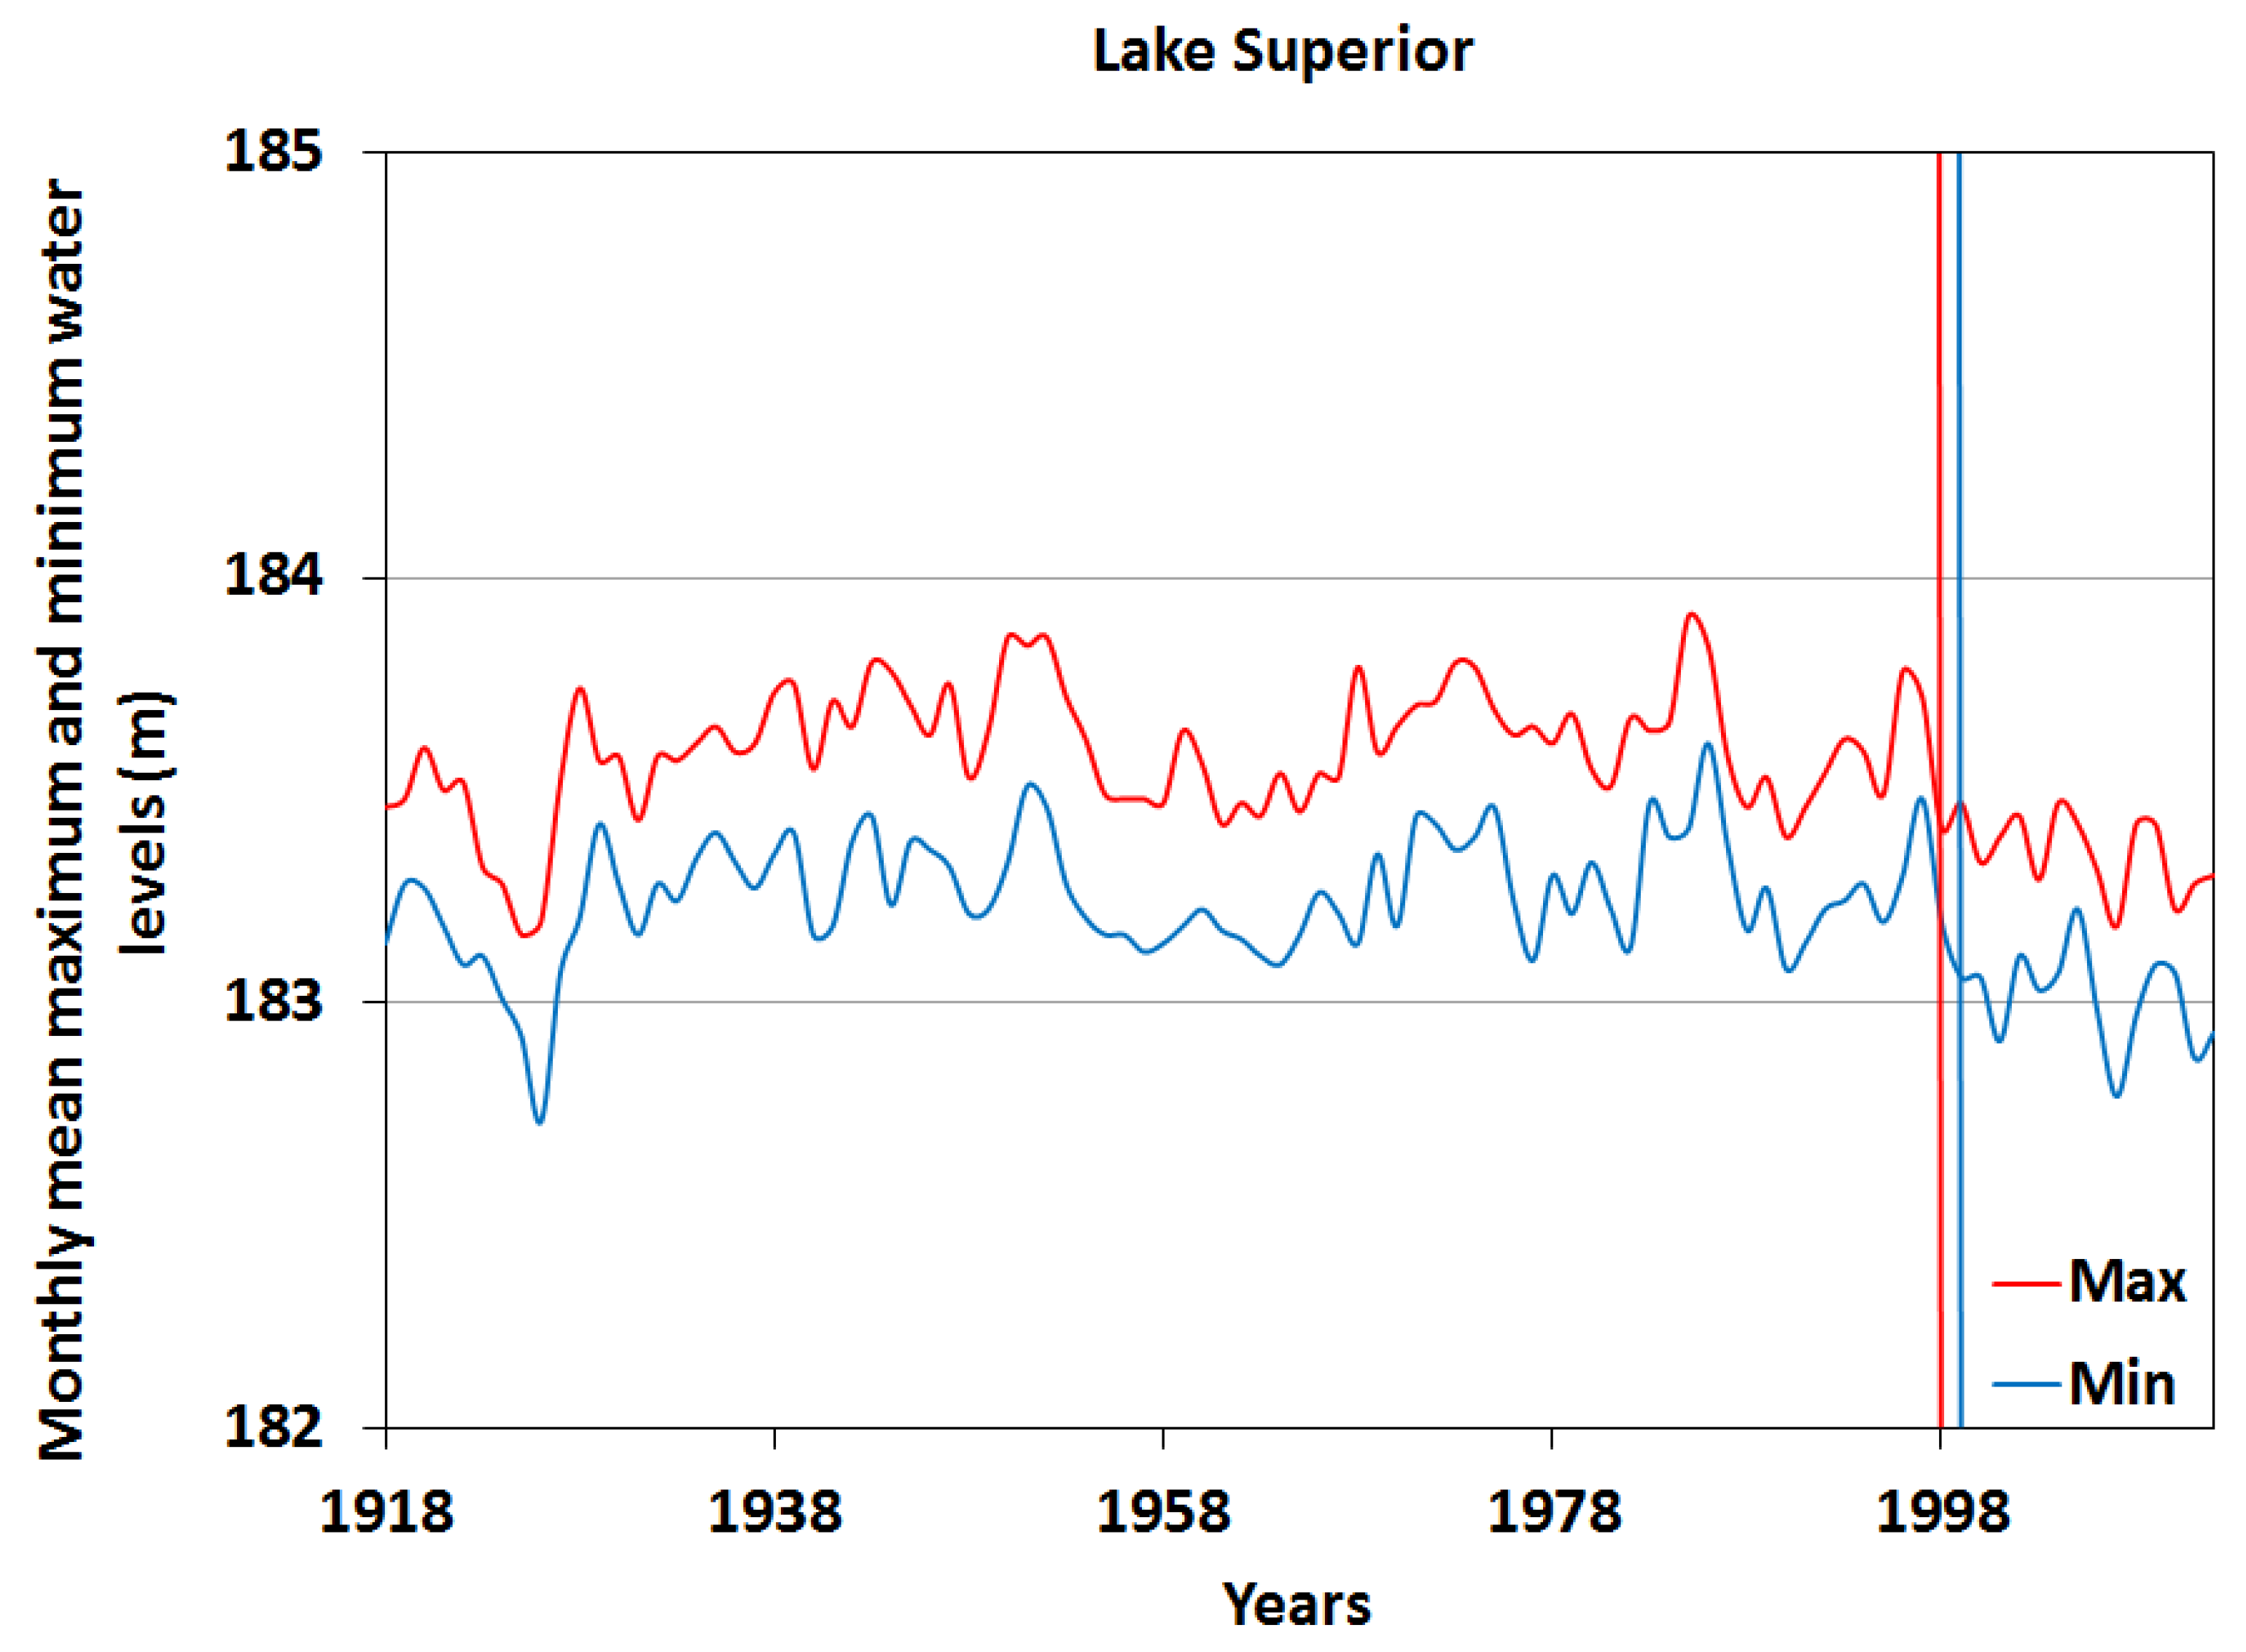 Lake Superior
Monthly mean maximum and minimum water
levels (m)
185
184
183
182
Max
Min
1918 1938 1958 1978 1998
Years